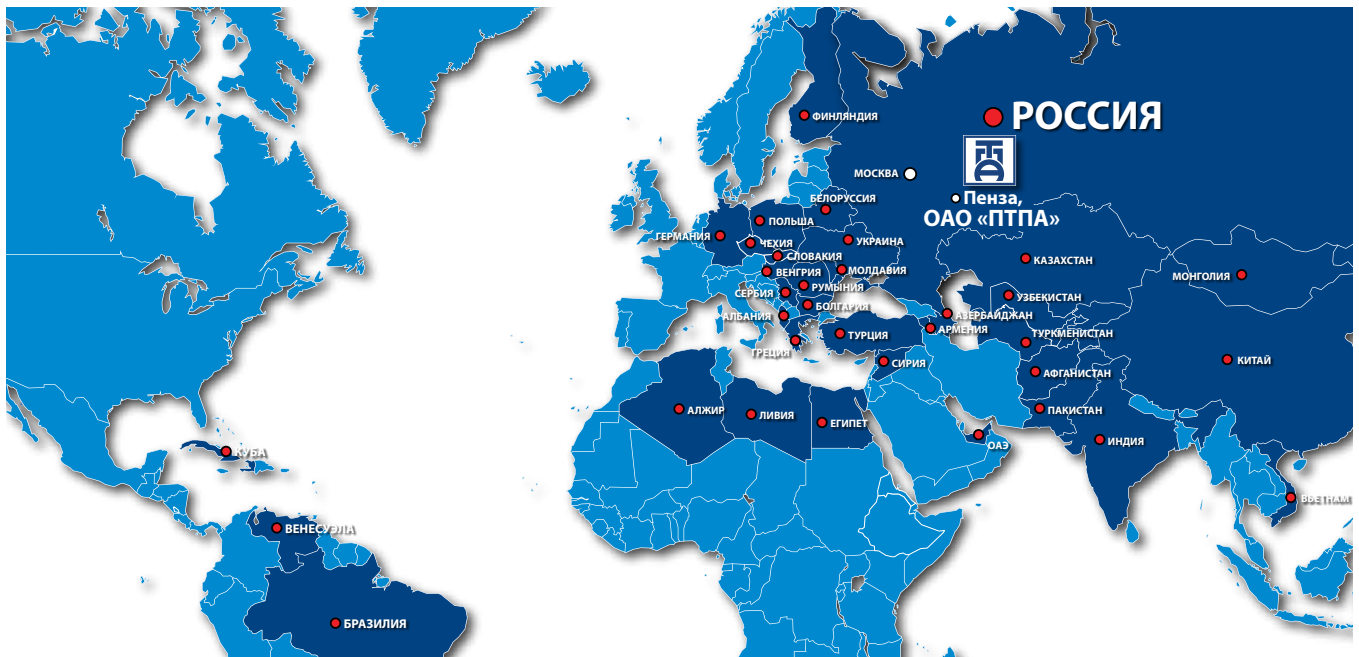 РОССИЯ
ФИНЛЯНДИЯ
ПТПА
МОСКВА
Пенза,
ОАО «ПТПА»
БЕЛОРУССИЯ
ПОЛЬША
ГЕРМАНИЯ
ЧЕХИЯ
УКРАИНА
СЛОВАКИЯ
ВЕНГРИЯ
МОЛДАВИЯ
КАЗАХСТАН
МОНГОЛИЯ
СЕРБИЯ
РУМЫНИЯ
УЗБЕКИСТАН
БОЛГАРИЯ
АЛБАНИЯ
АЗЕРБАЙДЖАН
АРМЕНИЯ
ТУРЦИЯ
ТУРКМЕНИСТАН
ГРЕЦИЯ
СИРИЯ
КИТАЙ
АФГАНИСТАН
АЛЖИР
ЛИВИЯ
ЕГИПЕТ
ПАКИСТАН
ИНДИЯ
ОАЭ
КУБА
ВЬЕТНАМ
ВЕНЕСУЭЛА
БРАЗИЛИЯ